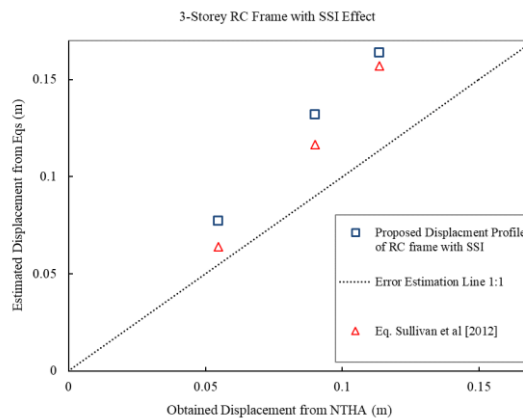 3-Storey RC Frame with SSI Effect
Estimated Displacement from Eqs (m)
0.15
0.1
0.05
0
0
0.05
0.1
0.15
Obtained Displacement from NTHA (m)
Proposed Displacment Profile
of RC frame with SSI
Error Estimation Line 1:1
Eq. Sullivan et al [2012]